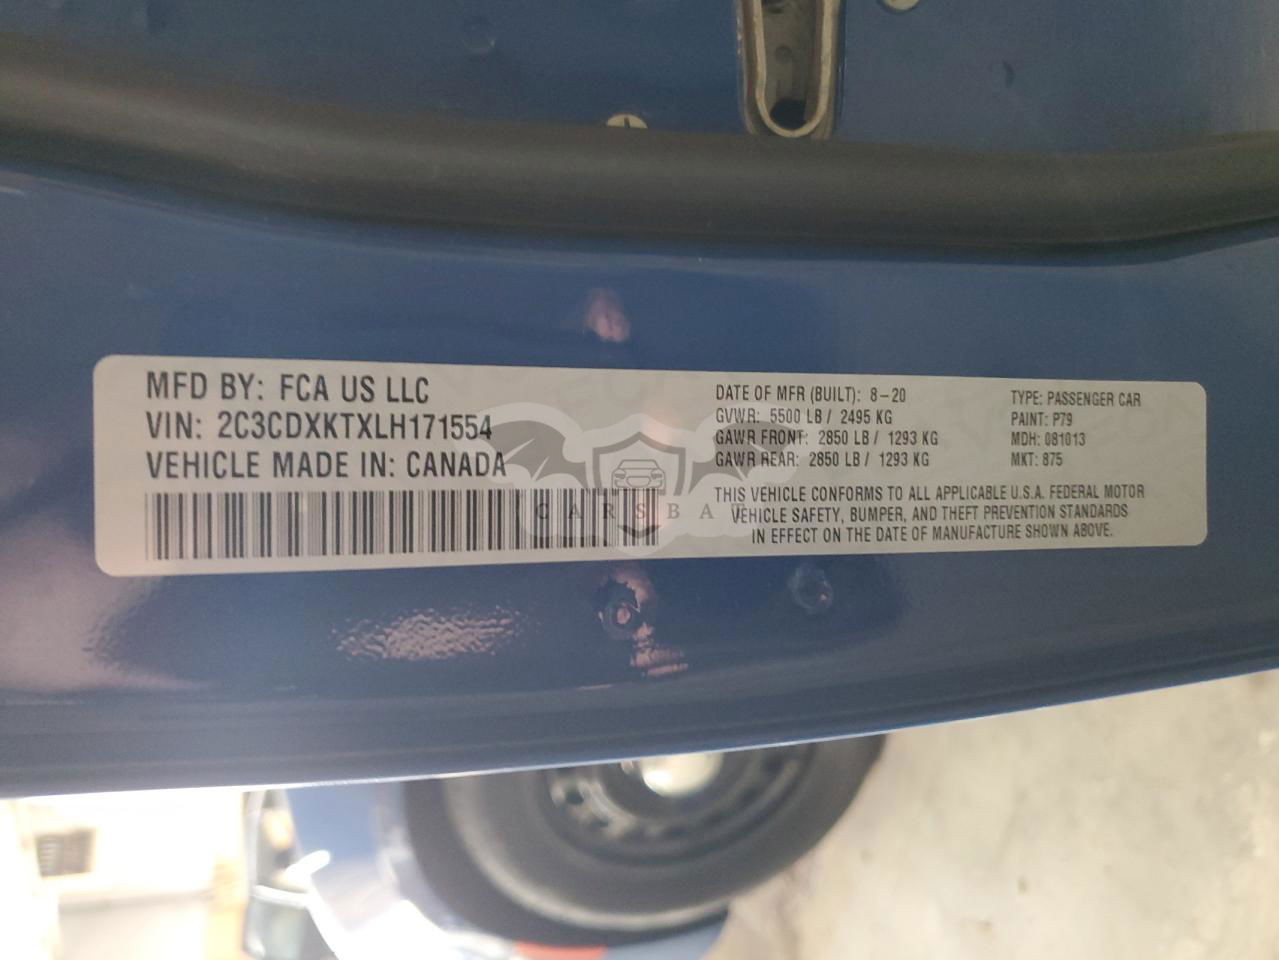 MFD BY: FCA US LLC
VIN: 2C3CDXKTXLH171554
VEHICLE MADE IN: CANADA
DATE OF MFR (BUILT): 8-20
GVWR: 5500 LB / 2495 KG
GAWR FRONT: 2850 LB / 1293 KG
GAWR REAR: 2850 LB / 1293 KG
TYPE: PASSENGER CAR
PAINT: P79
MDH: 081013
MKT: 875
THIS VEHICLE CONFORMS TO ALL APPLICABLE U.S.A. FEDERAL MOTOR
VEHICLE SAFETY, BUMPER, AND THEFT PREVENTION STANDARDS
IN EFFECT ON THE DATE OF MANUFACTURE SHOWN ABOVE.